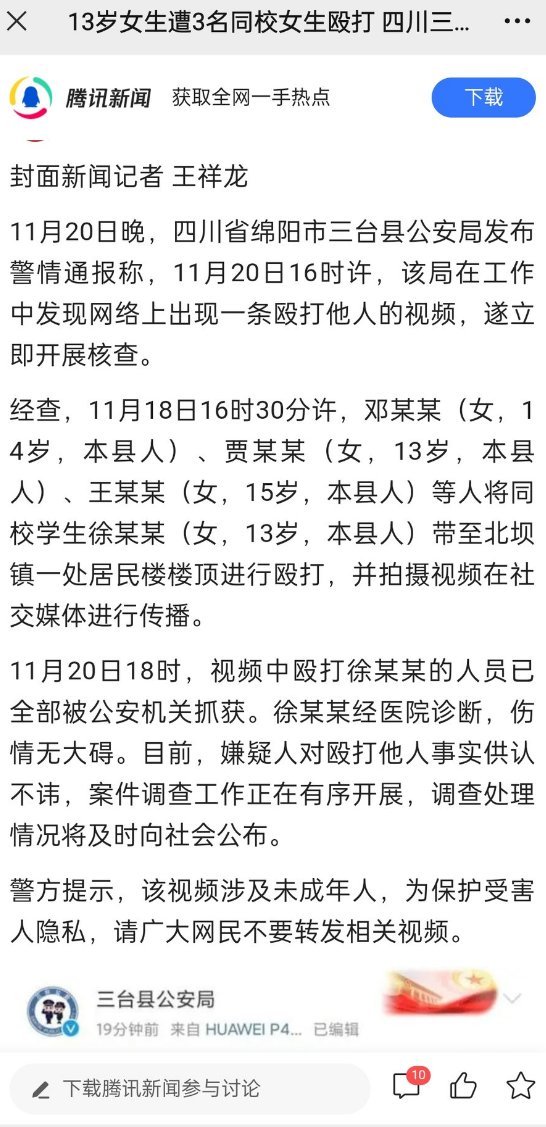 13岁女生遭3名同校女生殴打 四川三...
腾讯新闻 获取全网一手热点 下载
封面新闻记者 王祥龙
11月20日晚，四川省绵阳市三台县公安局发布
警情通报称，11月20日16时许，该局在工作
中发现网络上出现一条殴打他人的视频，遂立
即开展核查。
经查，11月18日16时30分许，邓某某（女，1
4岁，本县人）、贾某某（女，13岁，本县
人）、王某某（女，15岁，本县人）等人将同
校学生徐某某（女，13岁，本县人）带至北坝
镇一处居民楼楼顶进行殴打，并拍摄视频在社
交媒体进行传播。
11月20日18时，视频中殴打徐某某的人员已
全部被公安机关抓获。徐某某经医院诊断，伤
情无大碍。目前，嫌疑人对殴打他人事实供认
不讳，案件调查工作正在有序开展，调查处理
情况将及时向社会公布。
警方提示，该视频涉及未成年人，为保护受害
人隐私，请广大网民不要转发相关视频。
三台县公安局
19分钟前 来自 HUAWEI P4... 已编辑
下载腾讯新闻参与讨论 10